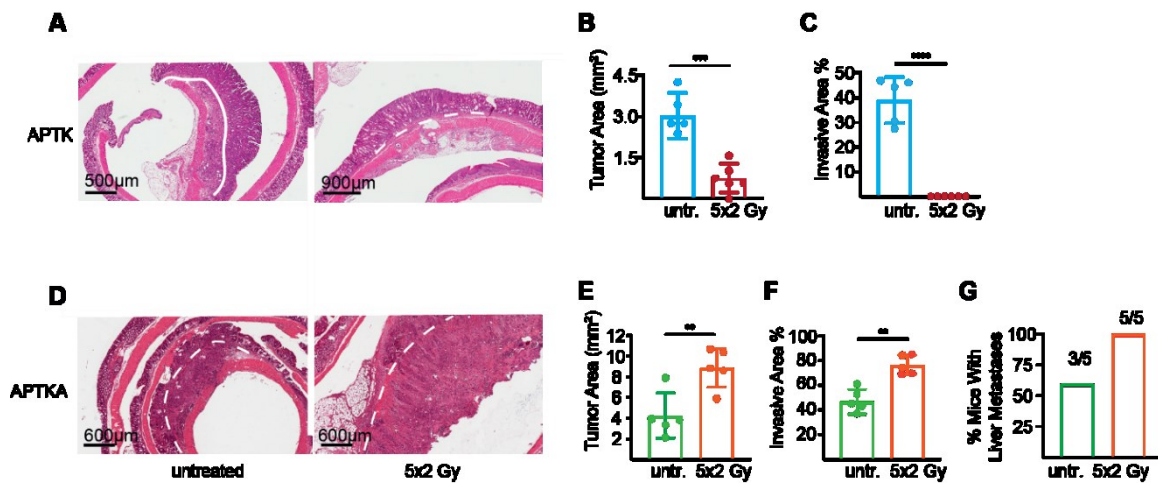 A
APTK
500μm
900μm
B
Tumor Area (mm²)
4.5
3.0
1.5
***
untr. 5x2 Gy
C
Invasive Area %
50
40
30
20
10
****
untr. 5x2 Gy
D
APTKA
600μm
600μm
untreated
5x2 Gy
E
Tumor Area (mm²)
12
10
8
6
4
2
**
untr. 5x2 Gy
F
Invasive Area %
100
80
60
40
20
**
untr. 5x2 Gy
G
% Mice With
Liver Metastases
100
75
50
25
3/5
5/5
untr. 5x2 Gy